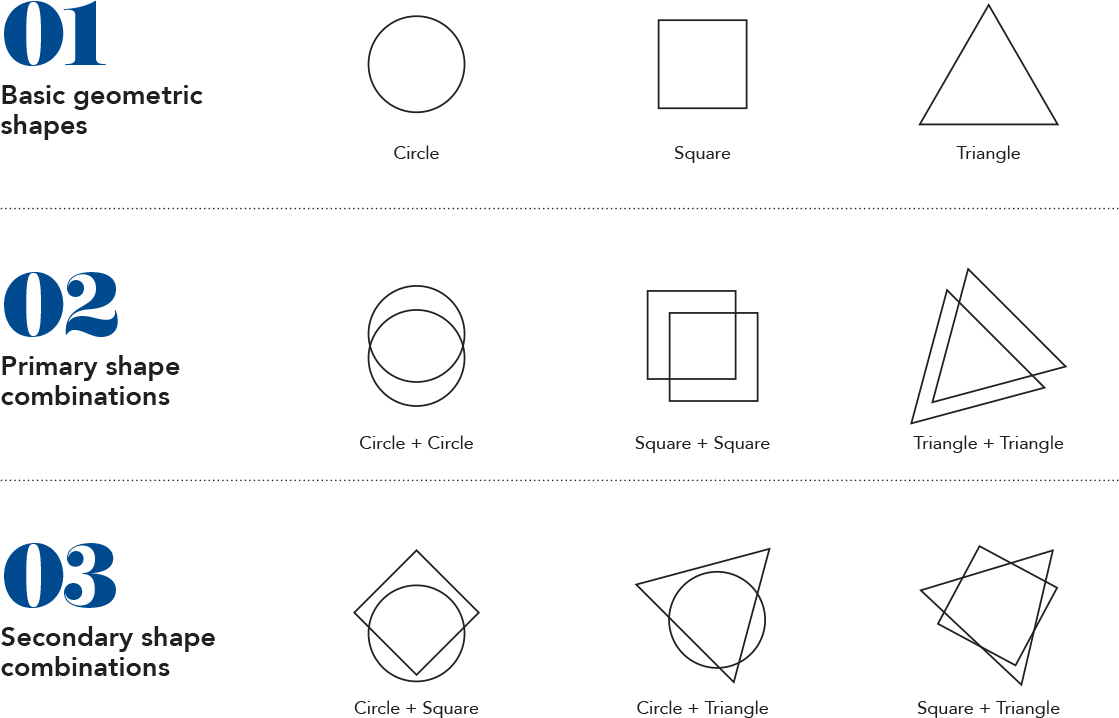 01
Basic geometric
shapes
Circle
Square
Triangle
02
Primary shape
combinations
Circle + Circle
Square + Square
Triangle + Triangle
03
Secondary shape
combinations
Circle + Square
Circle + Triangle
Square + Triangle